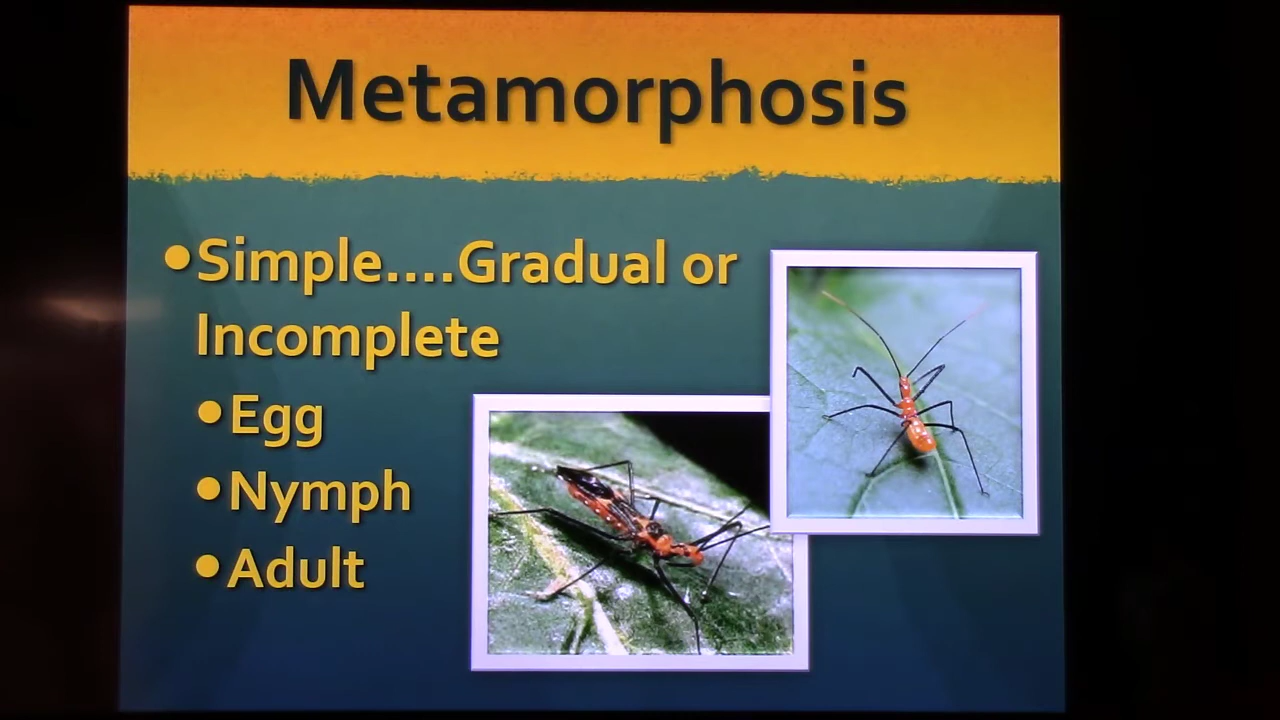 Metamorphosis
•Simple....Gradual or
Incomplete
•Egg
•Nymph
•Adult